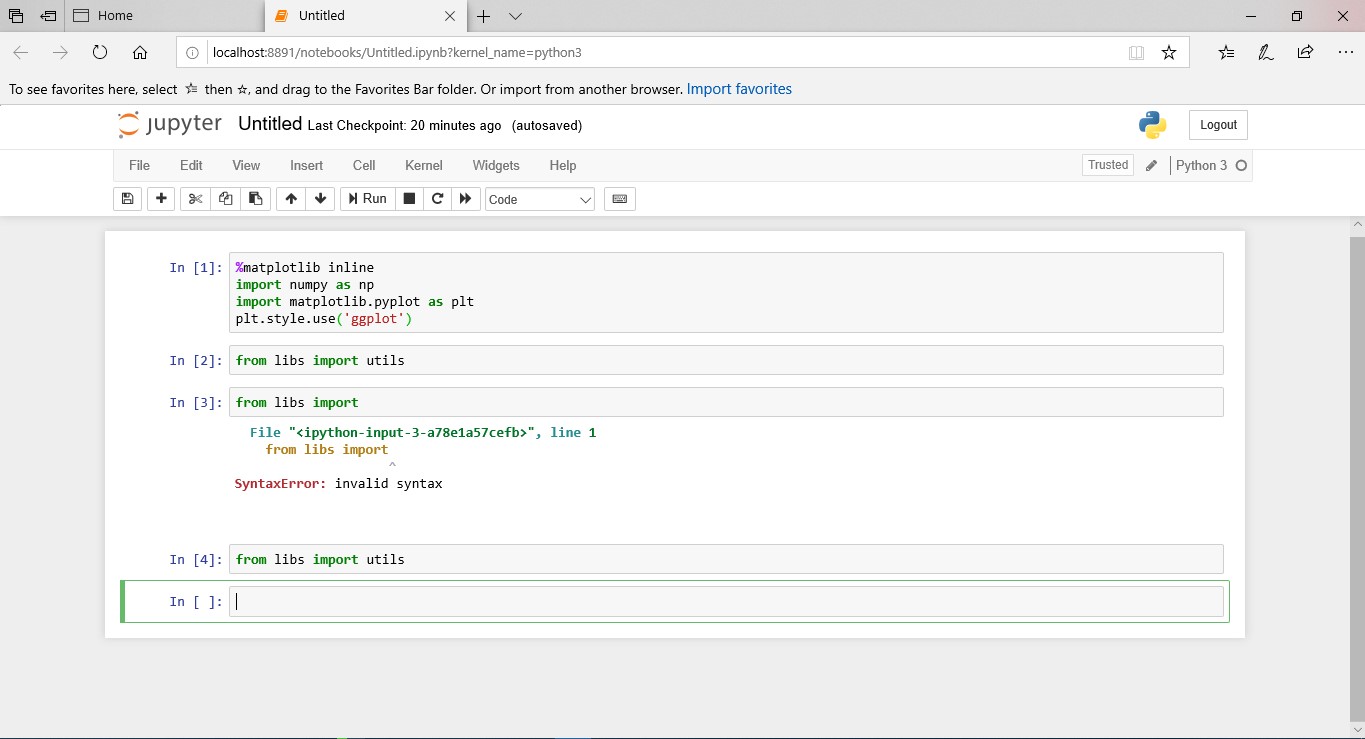 Home
Untitled
localhost:8891/notebooks/Untitled.ipynb?kernel_name=python3
To see favorites here, select then , and drag to the Favorites Bar folder. Or import from another browser. Import favorites
jupyter Untitled Last Checkpoint: 20 minutes ago (autosaved)
Logout
File Edit View Insert Cell Kernel Widgets Help
Trusted
Python 3
Run
Code
In [1]: %matplotlib inline
import numpy as np
import matplotlib.pyplot as plt
plt.style.use('ggplot')
In [2]: from libs import utils
In [3]: from libs import
File "<ipython-input-3-a78e1a57cefb>", line 1
from libs import
^
SyntaxError: invalid syntax
In [4]: from libs import utils
In [ ]: